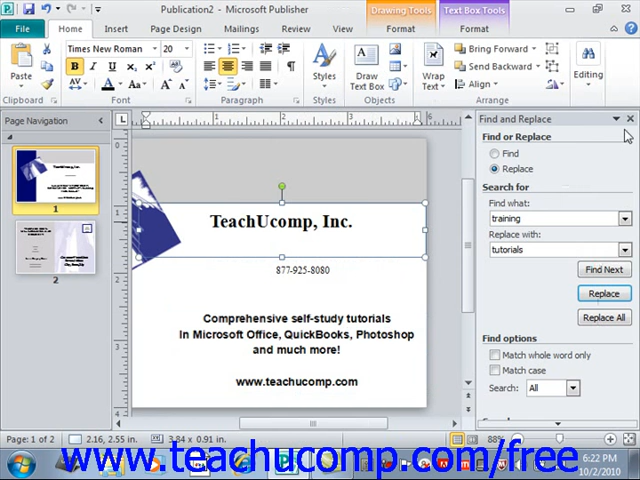 Publication2 - Microsoft Publisher
Drawing Tools
Text Box Tools
File
Home
Insert
Page Design
Mailings
Review
View
Format
Format
Paste
Times New Roman
20
B I U
Styles
Draw
Text Box
Wrap
Text
Bring Forward
Send Backward
Align
Editing
Clipboard
Font
Paragraph
Styles
Objects
Arrange
Page Navigation
1
2
TeachUcomp, Inc.
877-925-8080
Comprehensive self-study tutorials
In Microsoft Office, QuickBooks, Photoshop
and much more!
www.teachucomp.com
Find and Replace
Find or Replace
Find
Replace
Search for
Find what:
training
Replace with:
tutorials
Find Next
Replace
Replace All
Find options
Match whole word only
Match case
Search:
All
Page: 1 of 2
2.16, 2.55 in.
3.84 x 0.91 in.
88%
www.teachucomp.com/free
6:22 PM
10/2/2010